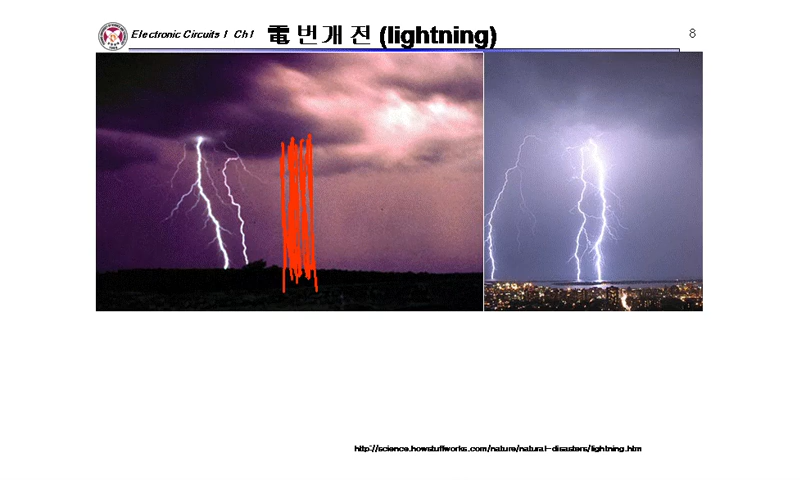 Electronic Circuits 1 Ch1
電 번개 전 (lightning)
8
http://science.howstuffworks.com/nature/natural-disasters/lightning.htm